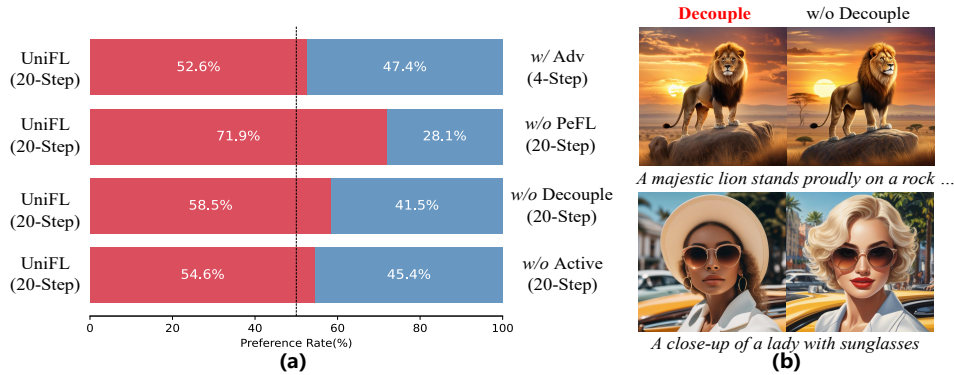 UniFL
(20-Step)
52.6%
47.4%
w/ Adv
(4-Step)
UniFL
(20-Step)
71.9%
28.1%
w/o PeFL
(20-Step)
UniFL
(20-Step)
58.5%
41.5%
w/o Decouple
(20-Step)
UniFL
(20-Step)
54.6%
45.4%
w/o Active
(20-Step)
0 20 40 60 80 100
Preference Rate(%)
(a)
Decouple w/o Decouple
A majestic lion stands proudly on a rock ...
A close-up of a lady with sunglasses
(b)